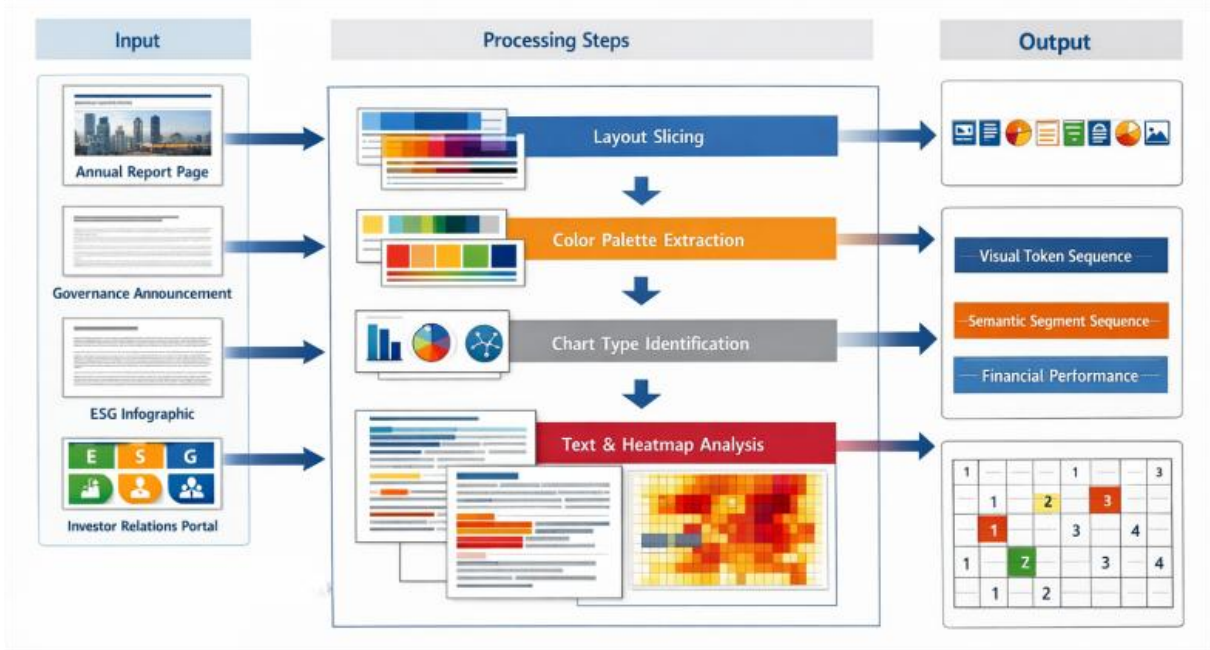 Input
Processing Steps
Output
Annual Report Page
Governance Announcement
ESG Infographic
E S G
Investor Relations Portal
Layout Slicing
Color Palette Extraction
Chart Type Identification
Text & Heatmap Analysis
Visual Token Sequence
Semantic Segment Sequence
Financial Performance
1 1 3
1 2 3
1 3 4
1 2 3 4
1 2